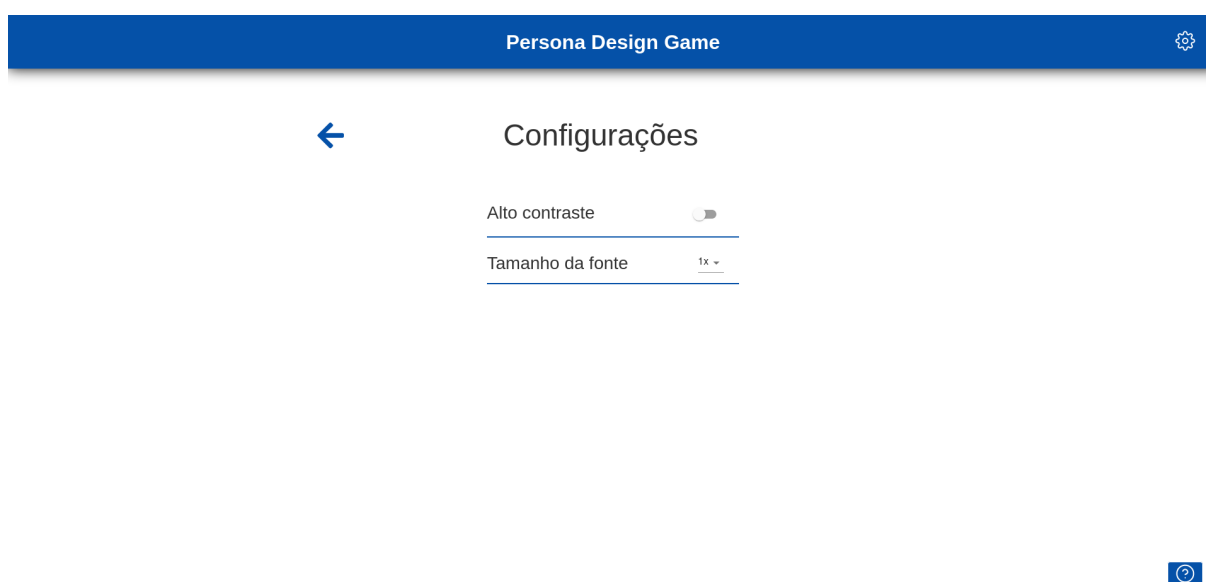 Persona Design Game
Configurações
Alto contraste
Tamanho da fonte 1x
?